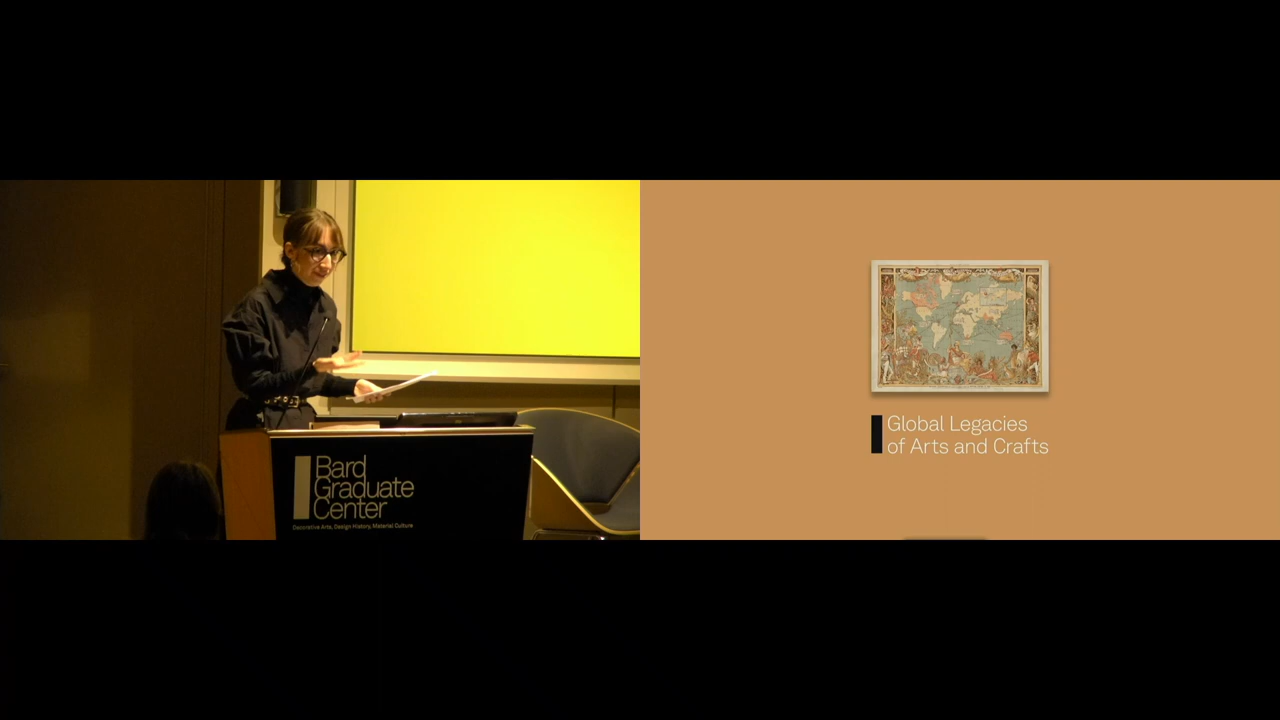 Bard
Graduate
Center
Decorative Arts, Design History, Material Culture
Global Legacies
of Arts and Crafts